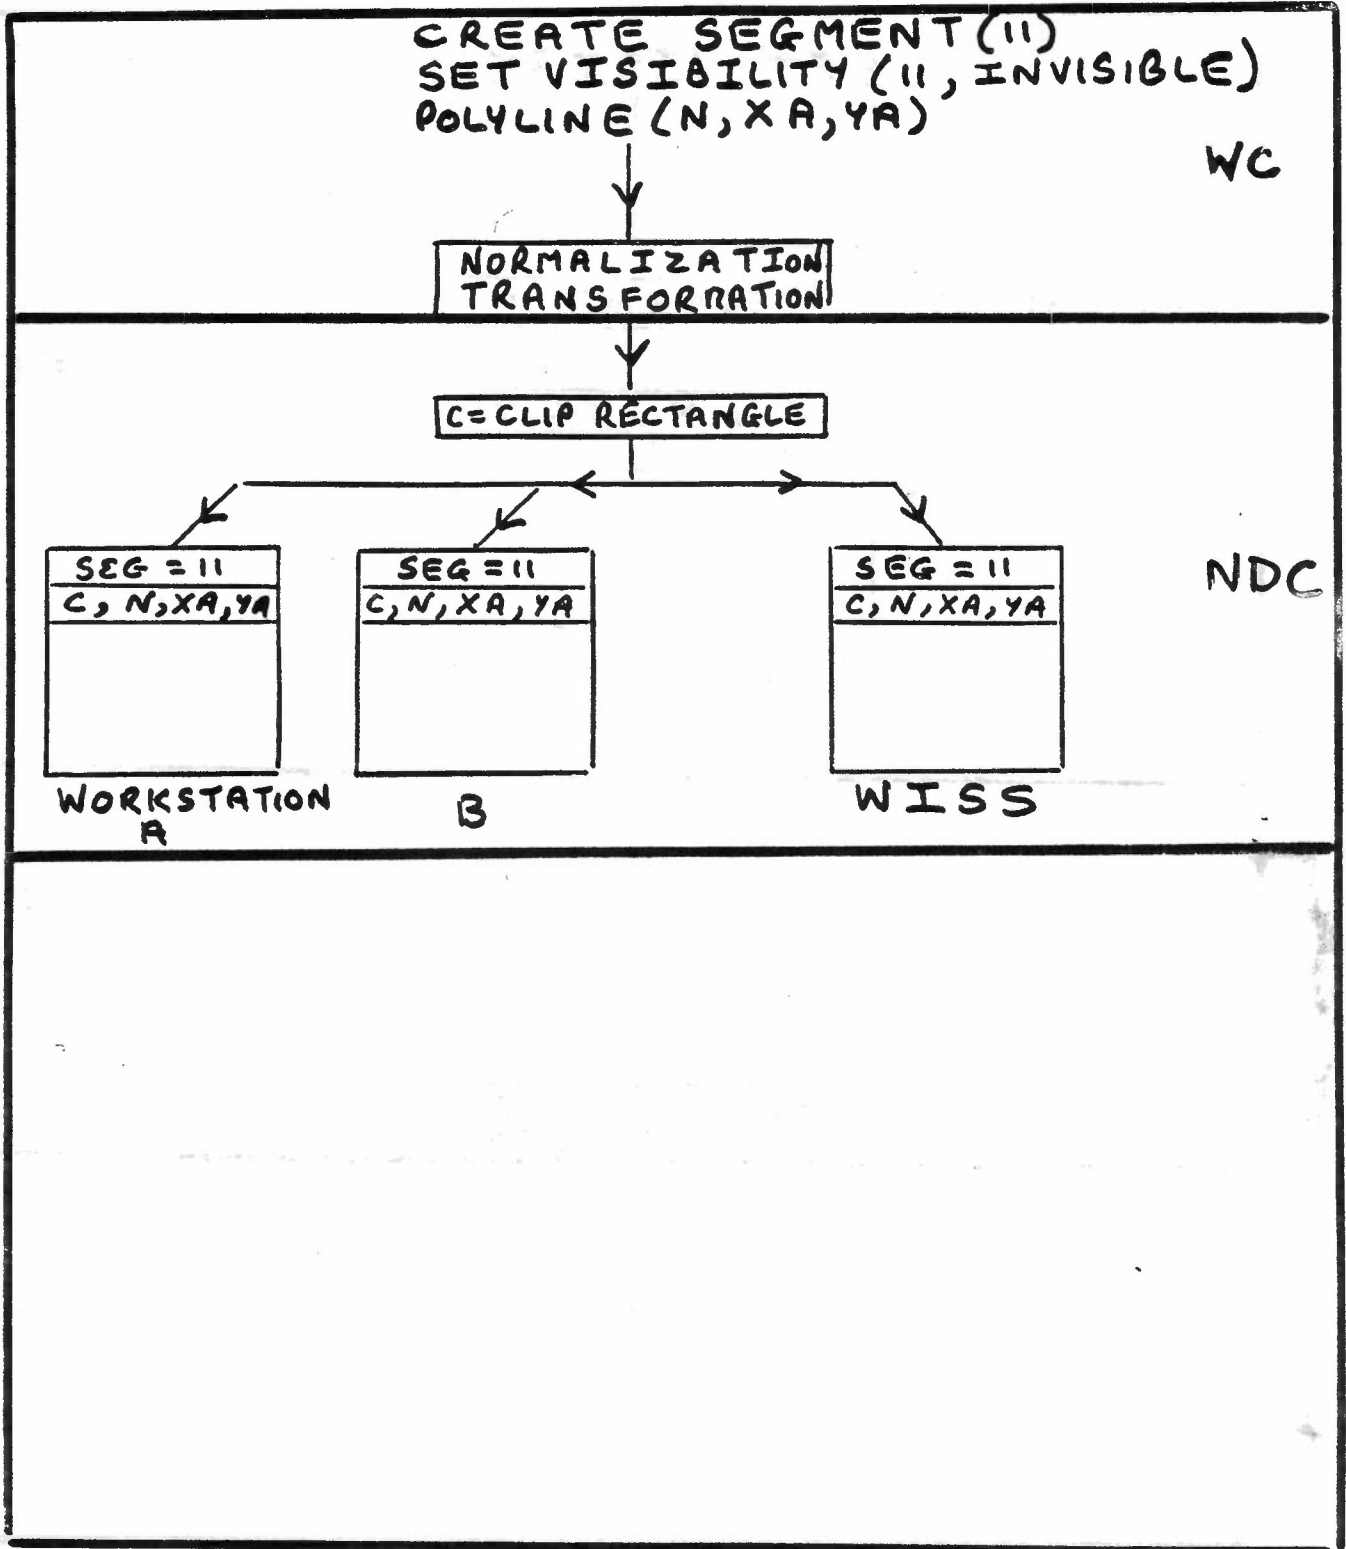 CREATE SEGMENT (11)
SET VISIBILITY (11, INVISIBLE)
POLYLINE (N, XA, YA)
WC
NORMALIZATION
TRANSFORMATION
C = CLIP RECTANGLE
SEG = 11
C, N, XA, YA
SEG = 11
C, N, XA, YA
SEG = 11
C, N, XA, YA
NDC
WORKSTATION
A
B
WISS